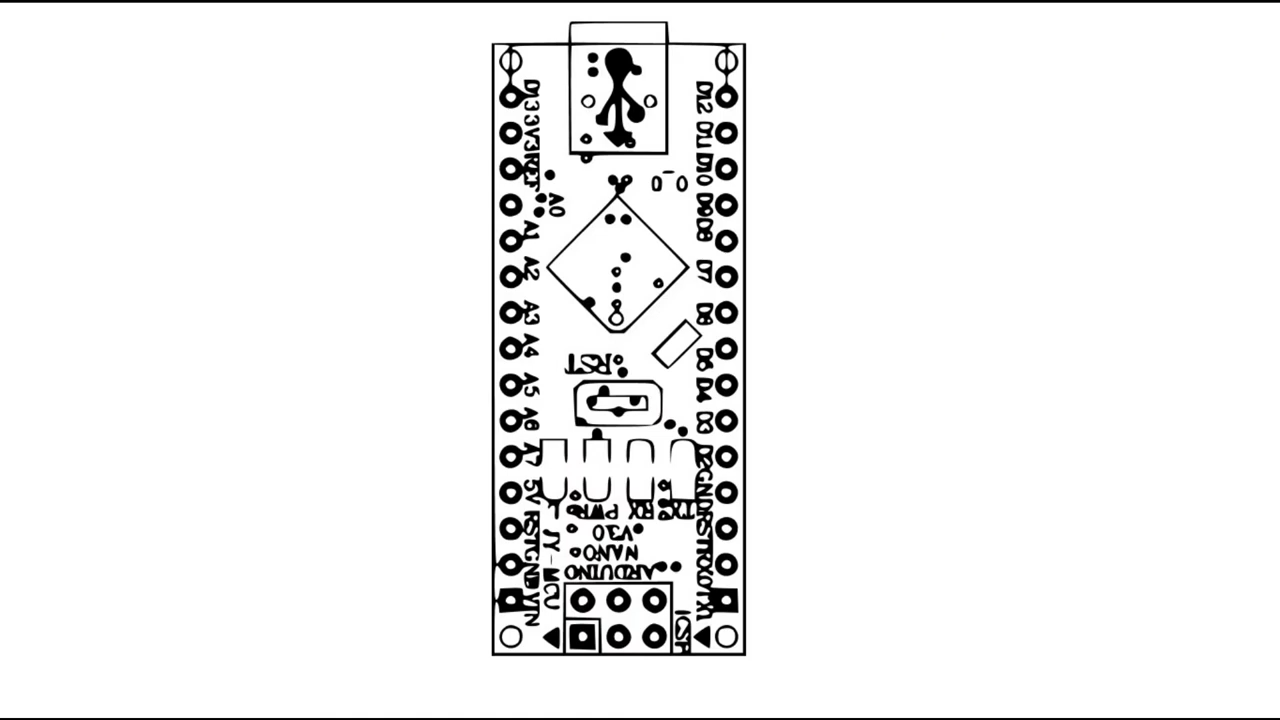 D13
3V3
REF
A0
A1
A2
A3
A4
A5
A6
A7
5V
RST
GND
VIN
D12
D11
D10
D9
D8
D7
D6
D5
D4
D3
D2
GND
RST
RX0
TX1
RST
L PWR RX TX
V3.0
NANO
ARDUINO
JY-MCU
ICSP